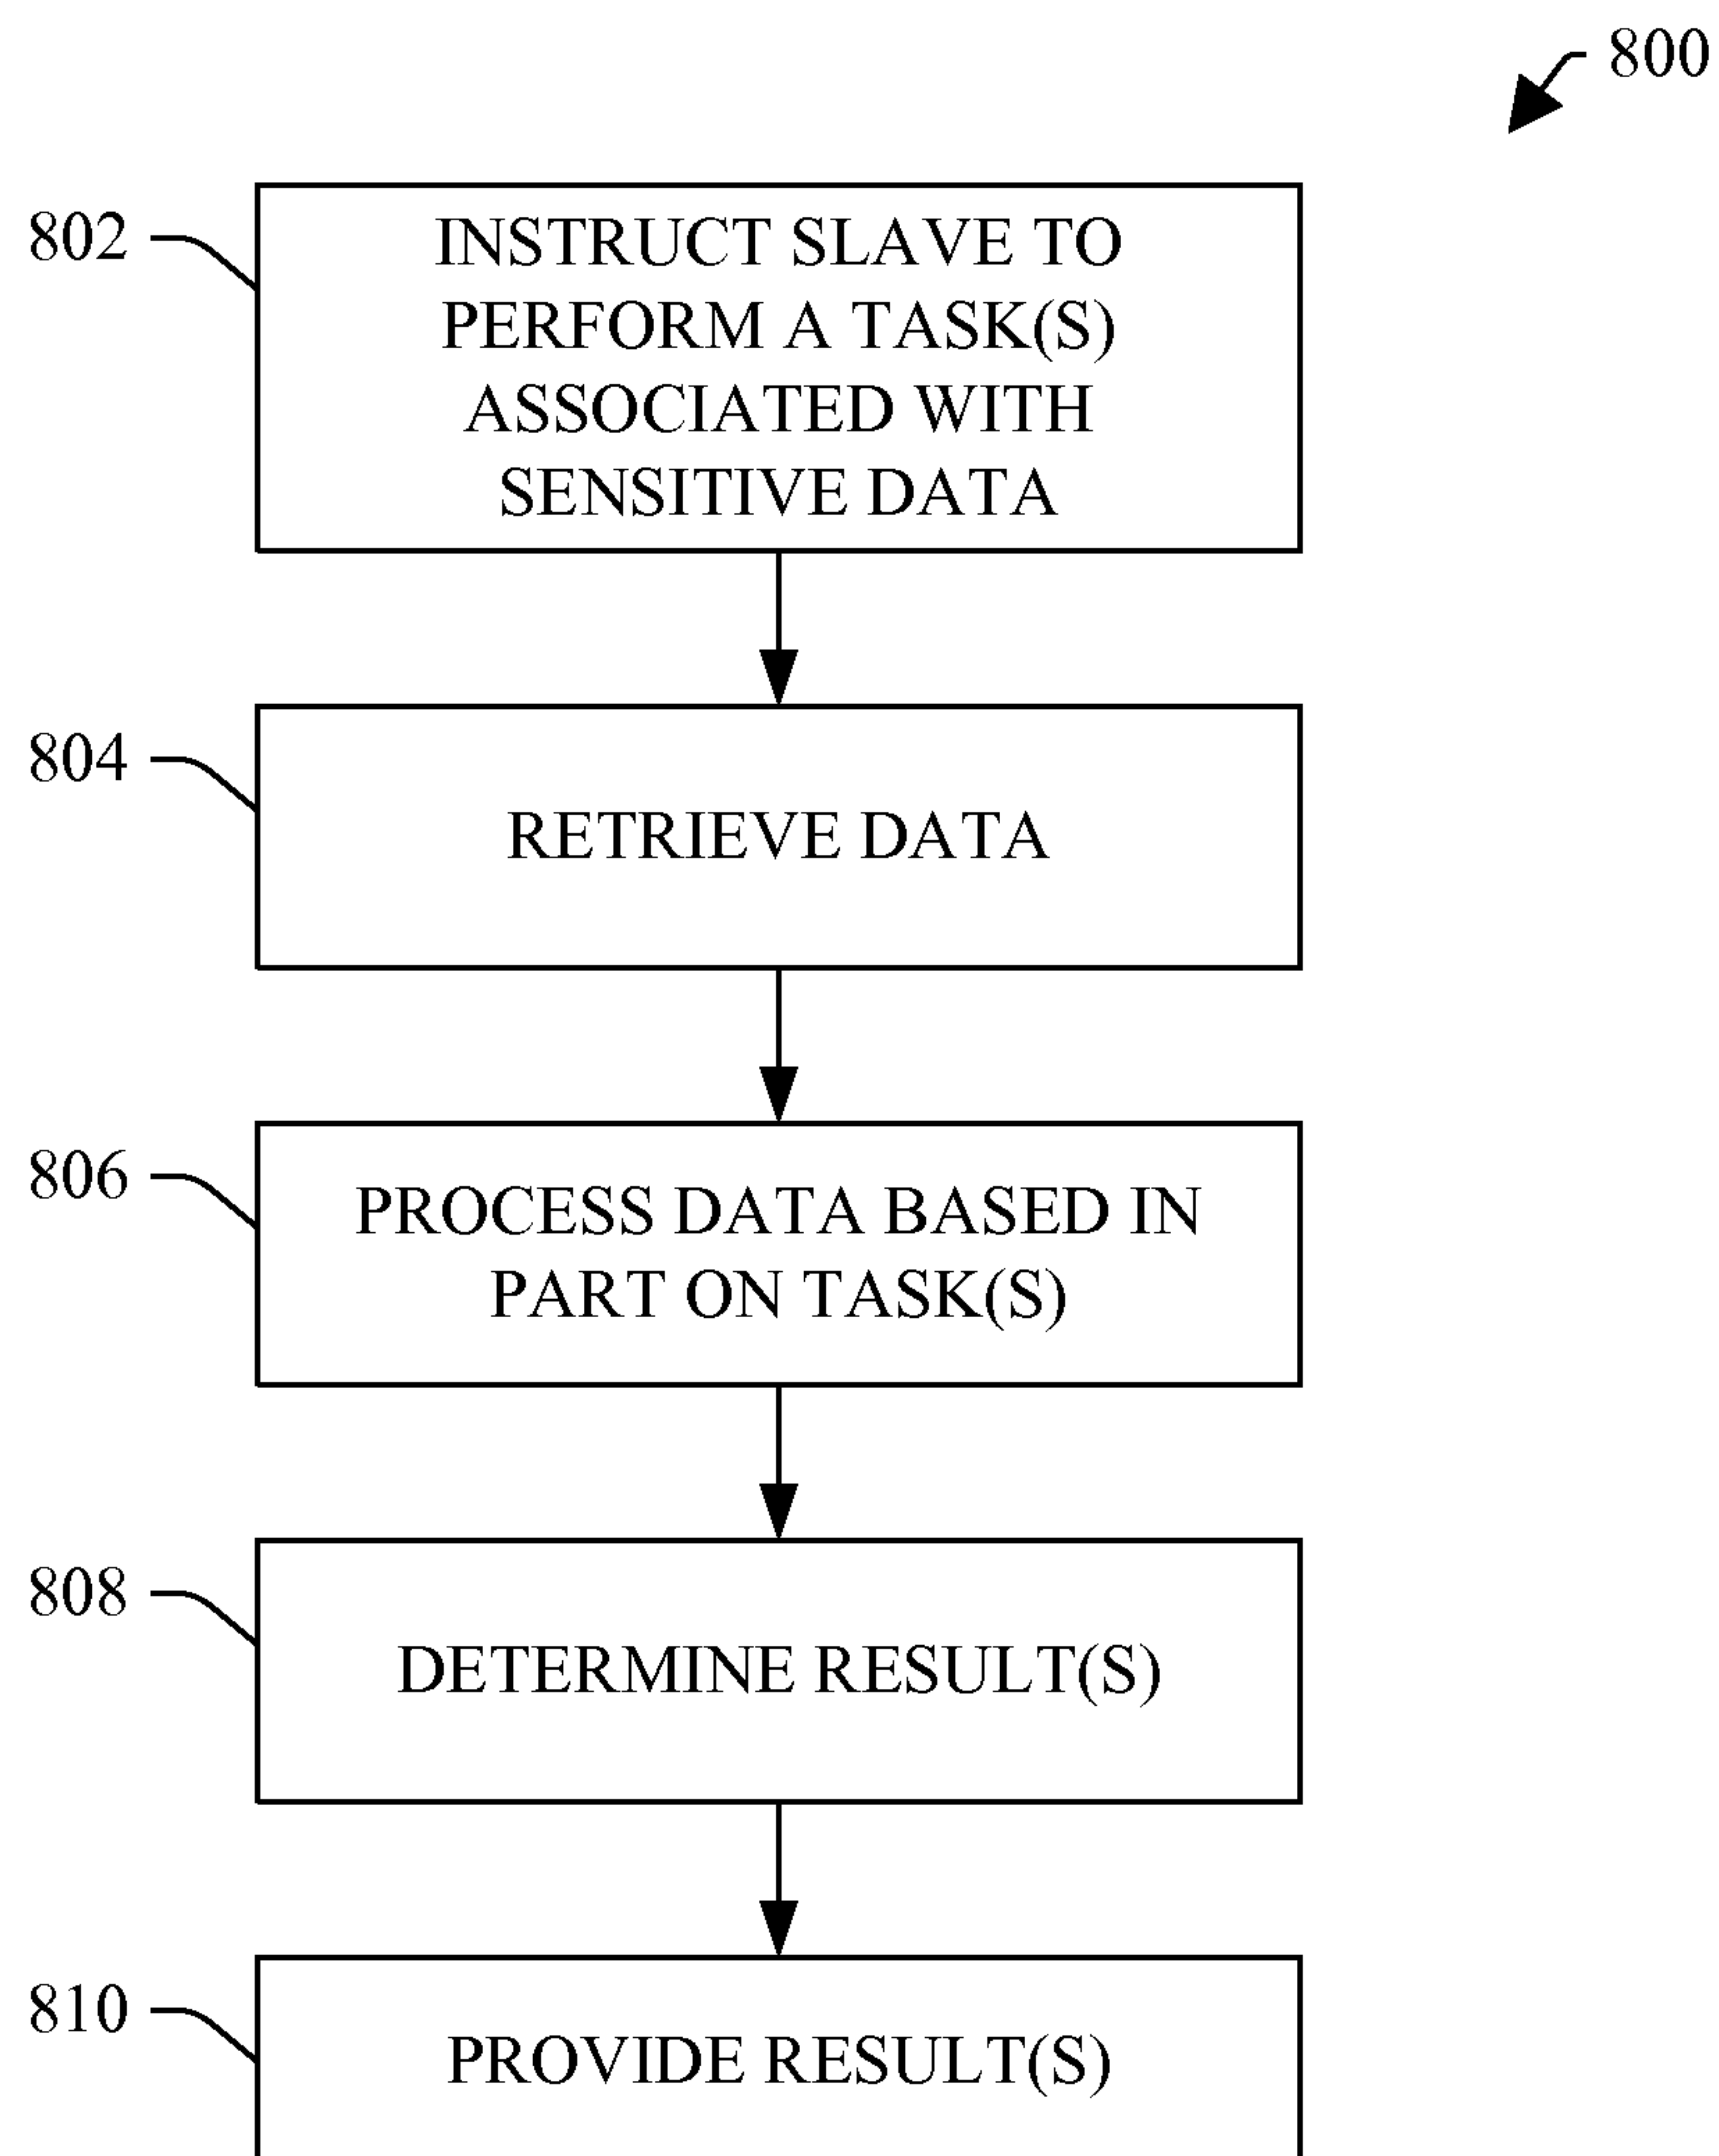 800
802
INSTRUCT SLAVE TO
PERFORM A TASK(S)
ASSOCIATED WITH
SENSITIVE DATA
804
RETRIEVE DATA
806
PROCESS DATA BASED IN
PART ON TASK(S)
808
DETERMINE RESULT(S)
810
PROVIDE RESULT(S)